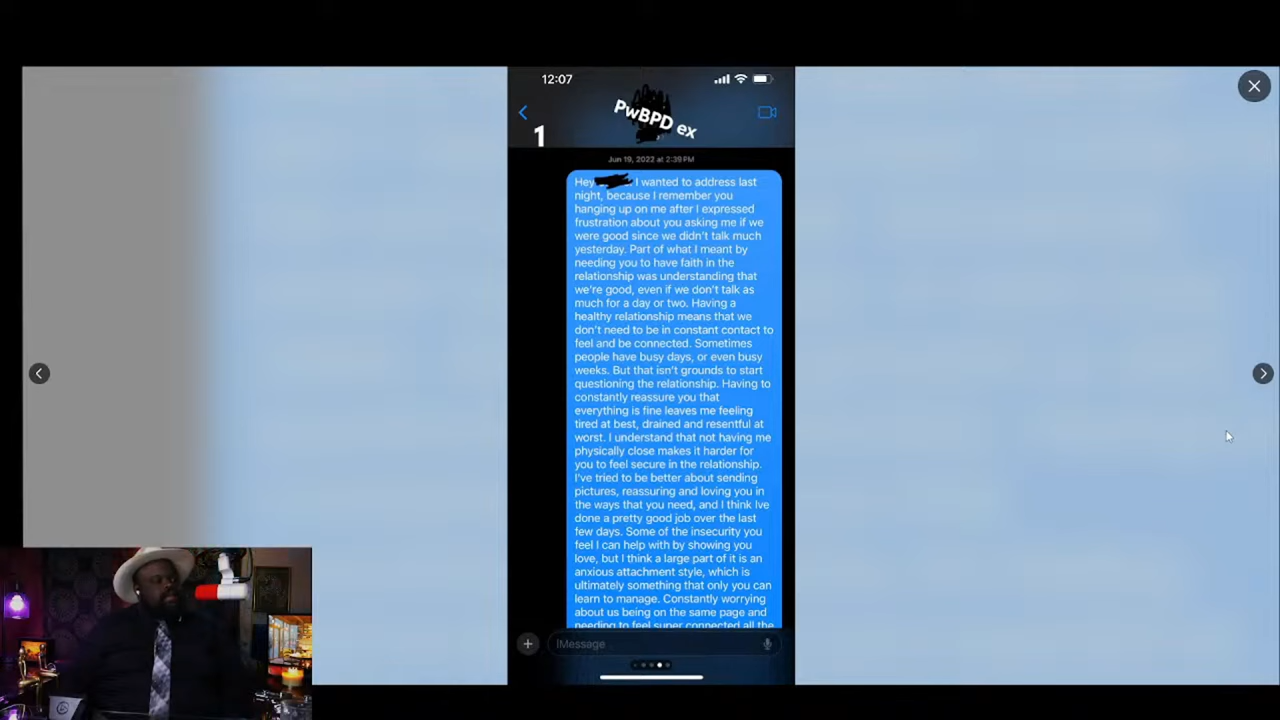 12:07
PwBPD ex
1
Jun 19, 2022 at 2:39 PM
Hey I wanted to address last
night, because I remember you
hanging up on me after I expressed
frustration about you asking me if we
were good since we didn't talk much
yesterday. Part of what I meant by
needing you to have faith in the
relationship was understanding that
we're good, even if we don't talk as
much for a day or two. Having a
healthy relationship means that we
don't need to be in constant contact to
feel and be connected. Sometimes
people have busy days, or even busy
weeks. But that isn't grounds to start
questioning the relationship. Having to
constantly reassure you that
everything is fine leaves me feeling
tired at best, drained and resentful at
worst. I understand that not having me
physically close makes it harder for
you to feel secure in the relationship.
I've tried to be better about sending
pictures, reassuring and loving you in
the ways that you need, and I think Ive
done a pretty good job over the last
few days. Some of the insecurity you
feel I can help with by showing you
love, but I think a large part of it is an
anxious attachment style, which is
ultimately something that only you can
learn to manage. Constantly worrying
about us being on the same page and
needing to feel super connected all the
iMessage